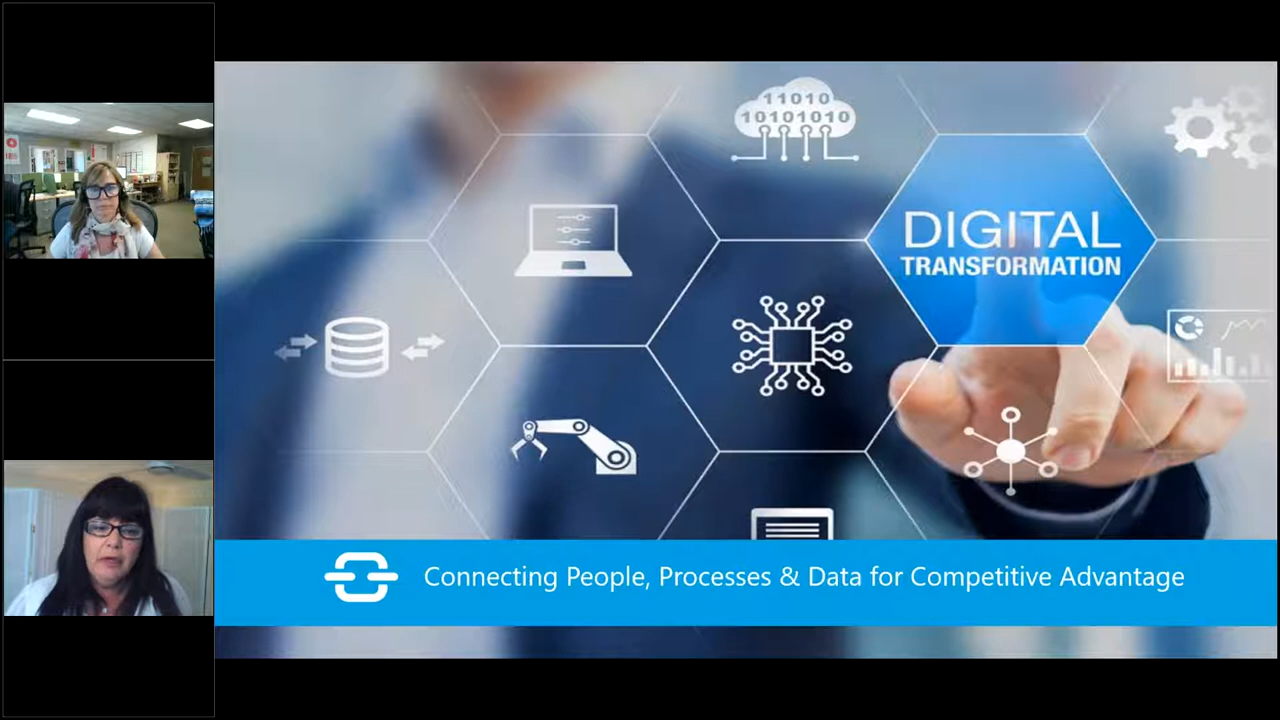 11010
10101010
DIGITAL
TRANSFORMATION
Connecting People, Processes & Data for Competitive Advantage